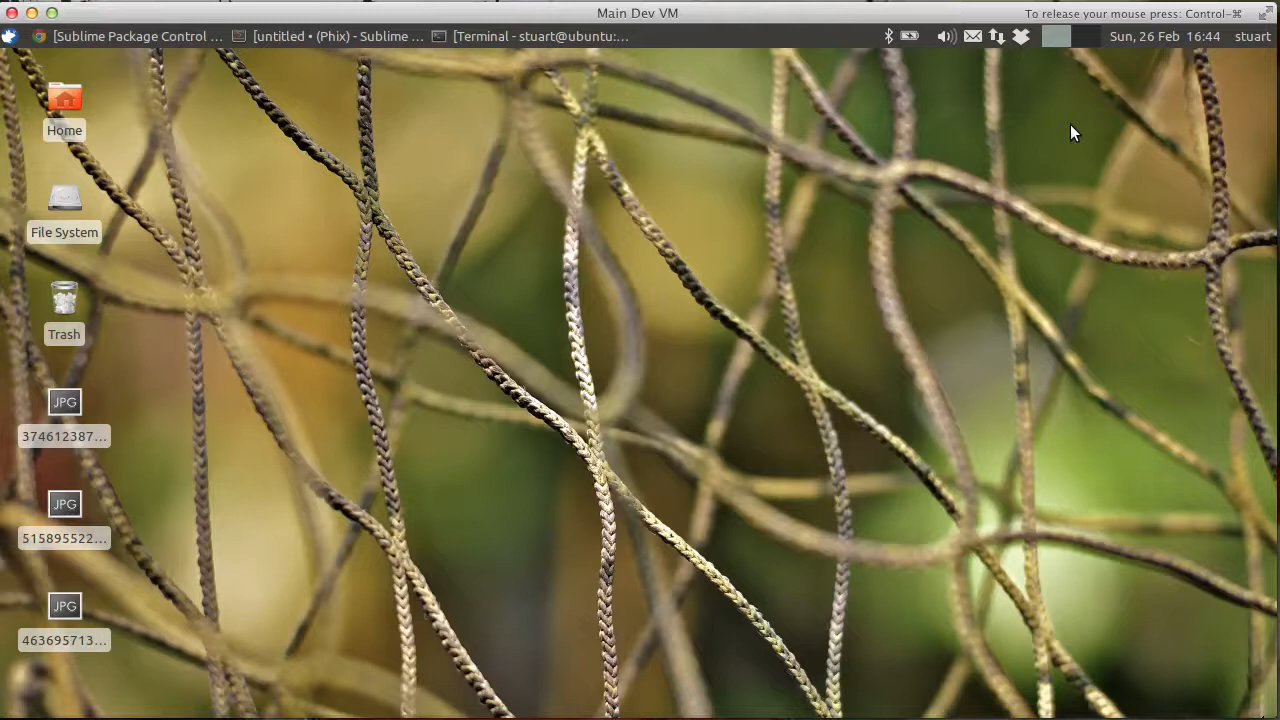 Main Dev VM
To release your mouse press: Control-⌘
[Sublime Package Control ...
[untitled • (Phix) - Sublime ...
[Terminal - stuart@ubuntu:...
Sun, 26 Feb 16:44
stuart
Home
File System
Trash
JPG
374612387...
JPG
515895522...
JPG
463695713...